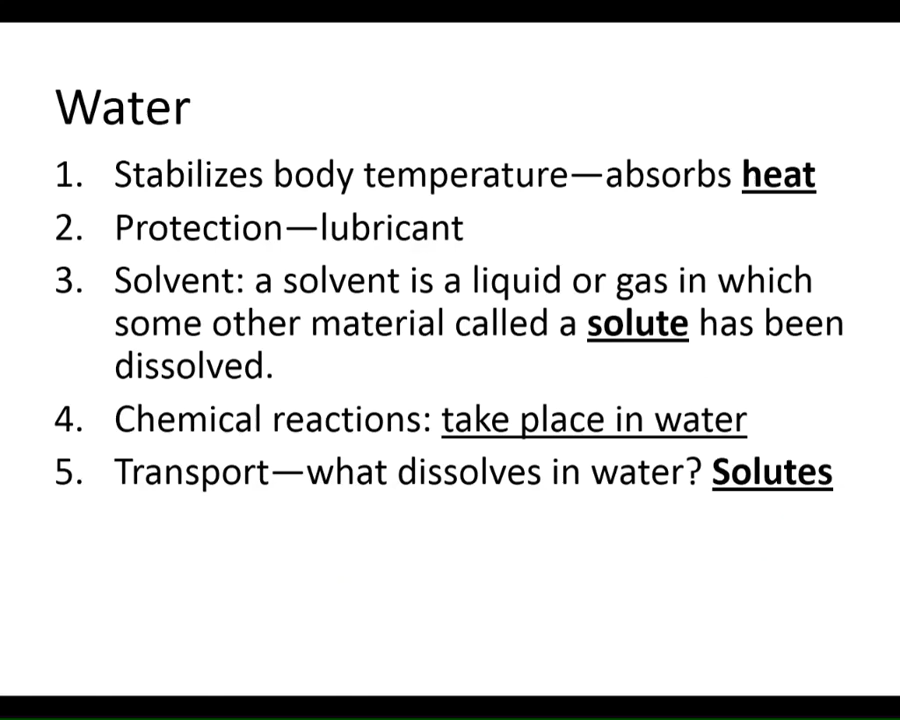 Water
1. Stabilizes body temperature—absorbs heat
2. Protection—lubricant
3. Solvent: a solvent is a liquid or gas in which
some other material called a solute has been
dissolved.
4. Chemical reactions: take place in water
5. Transport—what dissolves in water? Solutes